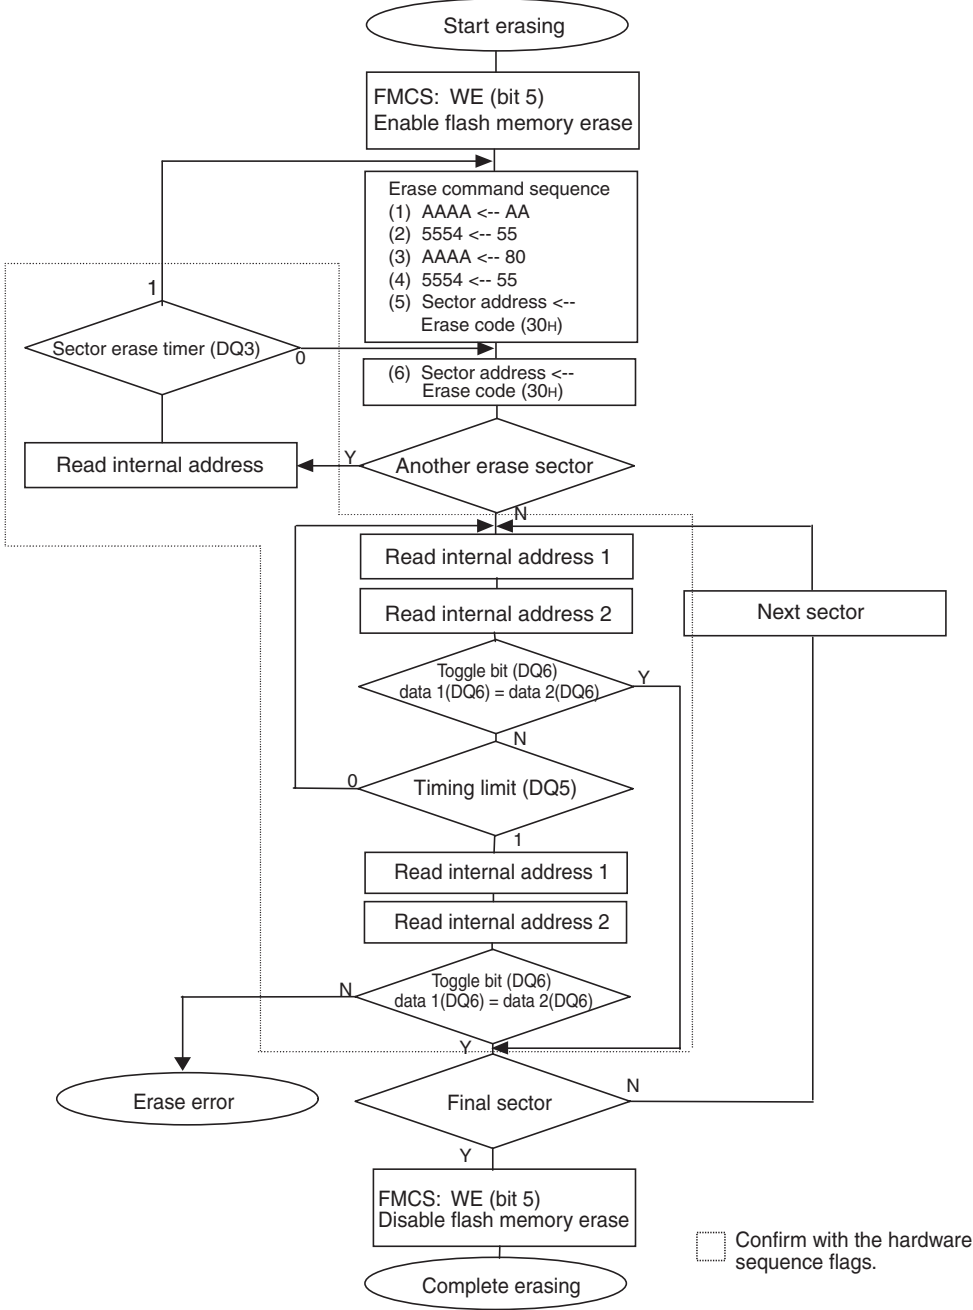 Start erasing
FMCS: WE (bit 5)
Enable flash memory erase
Erase command sequence
(1) AAAA <-- AA
(2) 5554 <-- 55
(3) AAAA <-- 80
(4) 5554 <-- 55
(5) Sector address <--
Erase code (30H)
1
Sector erase timer (DQ3)
0
(6) Sector address <--
Erase code (30H)
Read internal address
Y
Another erase sector
N
Read internal address 1
Read internal address 2
Next sector
Toggle bit (DQ6)
data 1(DQ6) = data 2(DQ6)
Y
N
0
Timing limit (DQ5)
1
Read internal address 1
Read internal address 2
Toggle bit (DQ6)
data 1(DQ6) = data 2(DQ6)
N
Y
Erase error
Final sector
N
Y
FMCS: WE (bit 5)
Disable flash memory erase
Complete erasing
Confirm with the hardware
sequence flags.